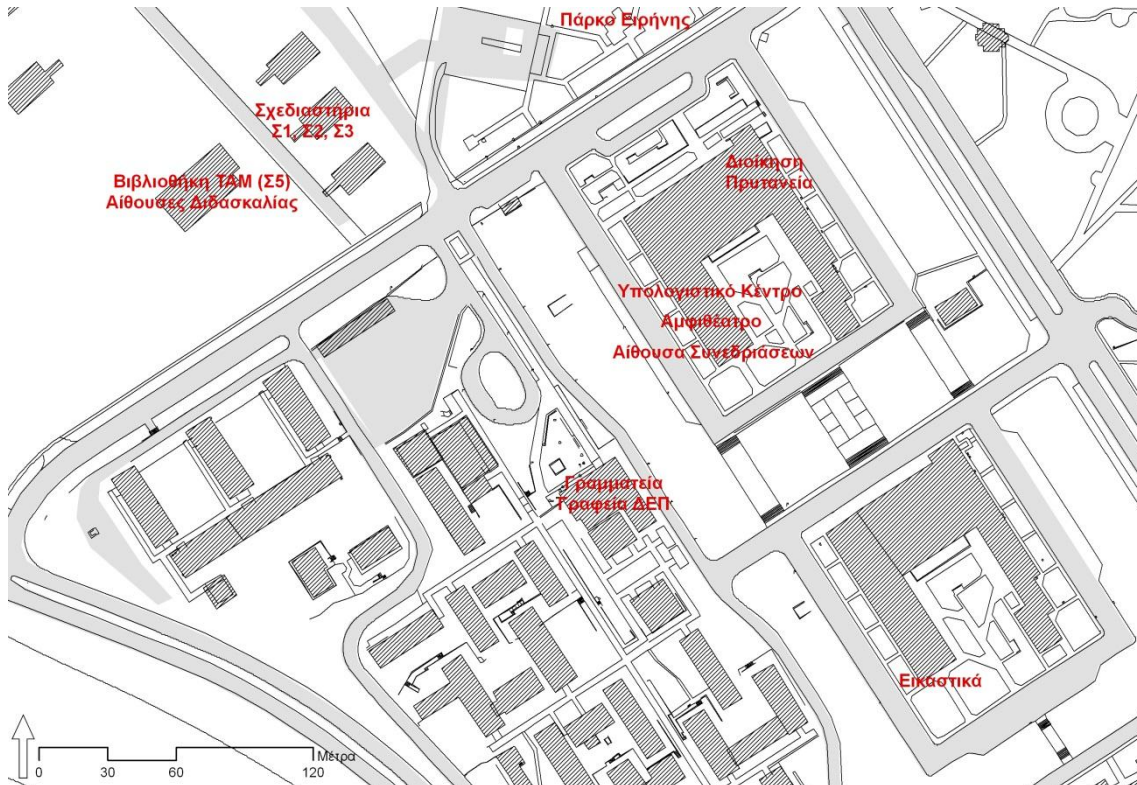 Πάρκο Ειρήνης
Σχεδιαστήρια
Σ1, Σ2, Σ3
Διοίκηση
Πρυτανεία
Βιβλιοθήκη ΤΑΜ (Σ5)
Αίθουσες Διδασκαλίας
Υπολογιστικό Κέντρο
Αμφιθέατρο
Αίθουσα Συνεδριάσεων
Γραμματεία
Γραφεία ΔΕΠ
Εικαστικά
Μέτρα
0 30 60 120